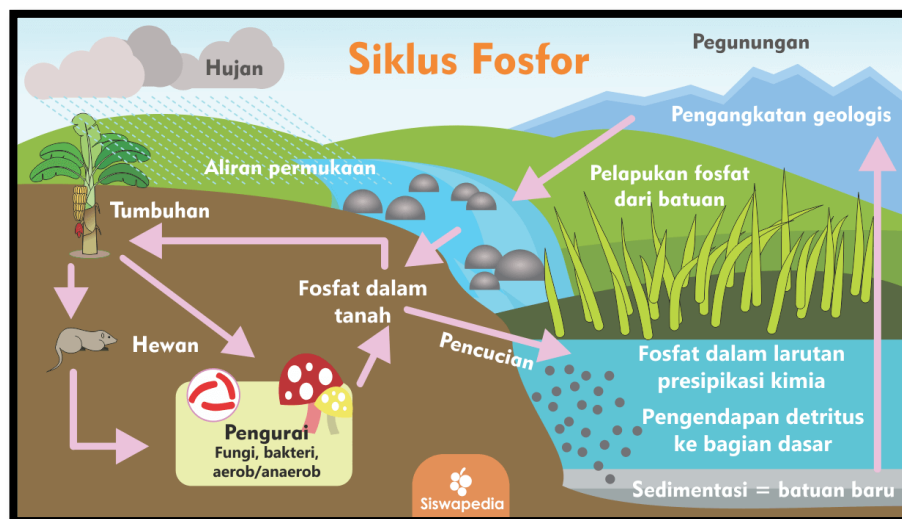 Siklus Fosfor
Hujan
Pegunungan
Pengangkatan geologis
Aliran permukaan
Pelapukan fosfat
dari batuan
Tumbuhan
Fosfat dalam
tanah
Hewan
Pencucian
Fosfat dalam larutan
presipikasi kimia
Pengendapan detritus
ke bagian dasar
Pengurai
Fungi, bakteri,
aerob/anaerob
Sedimentasi = batuan baru
Siswapedia